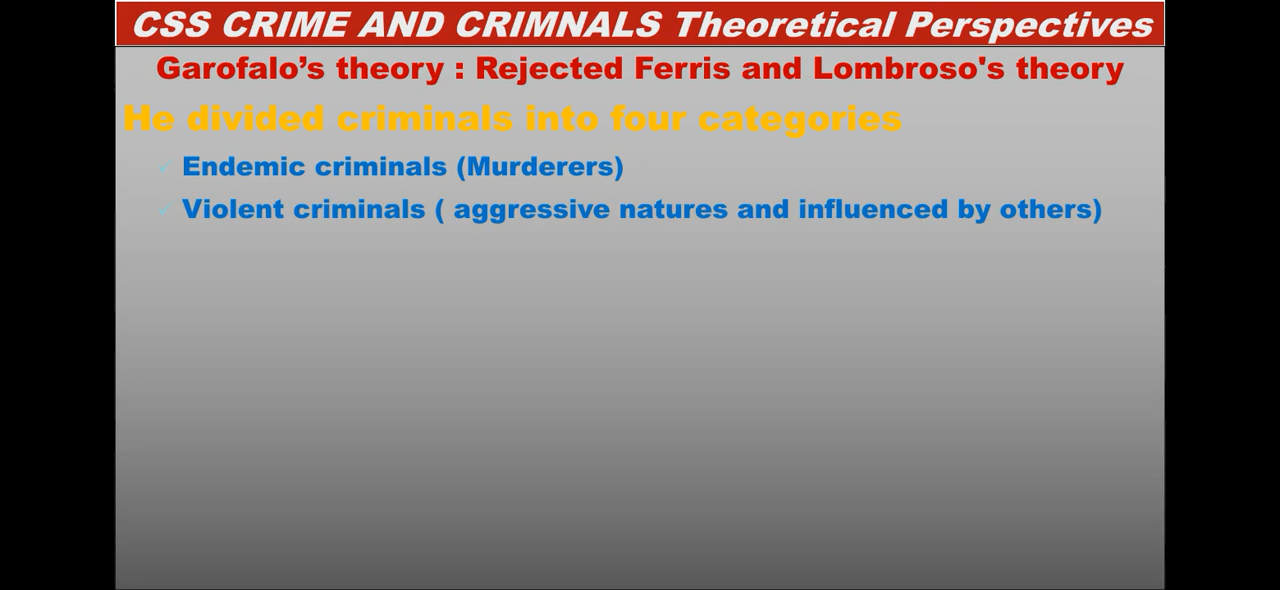 CSS CRIME AND CRIMNALS Theoretical Perspectives
Garofalo’s theory : Rejected Ferris and Lombroso's theory
He divided criminals into four categories
Endemic criminals (Murderers)
Violent criminals ( aggressive natures and influenced by others)